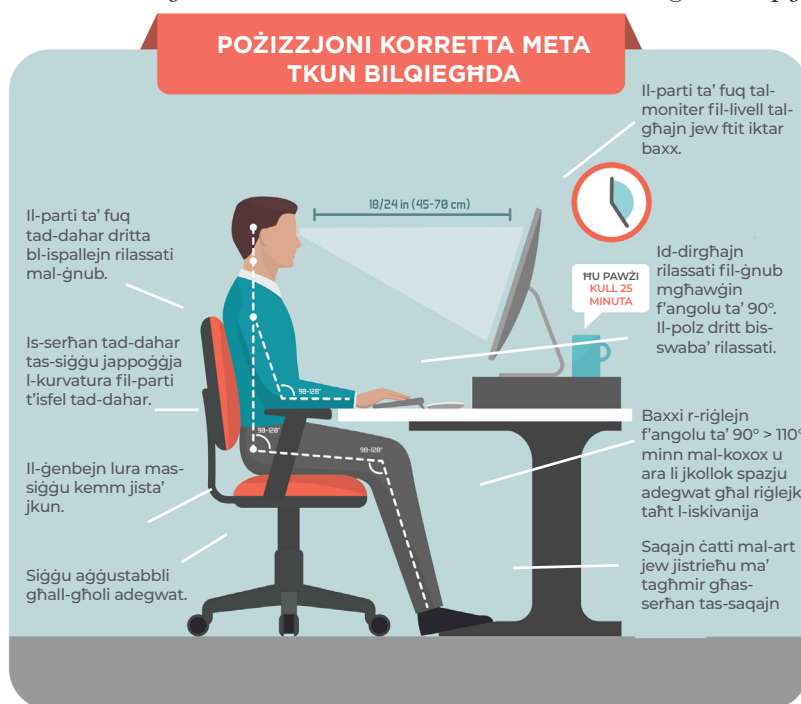 POŻIZZJONI KORRETTA META
TKUN BILQIEGĦDA
Il-parti ta' fuq tal-
moniter fil-livell tal-
għajn jew ftit iktar
baxx.
18/24 in (45-70 cm)
Il-parti ta' fuq
tad-dahar dritta
bl-ispallejn rilassati
mal-ġnub.
Id-dirgħajn
rilassati fil-ġnub
mgħawġin
f'angolu ta' 90°.
Il-polz dritt bis-
swaba' rilassati.
ĦU PAWŻI
KULL 25
MINUTA
Is-serħan tad-dahar
tas-siġġu jappoġġja
l-kurvatura fil-parti
t'isfel tad-dahar.
90-120°
90-120°
90-120°
Baxxi r-riġlejn
f'angolu ta' 90° > 110°
minn mal-koxox u
ara li jkollok spazju
adegwat għal riġlejk
taħt l-iskivanija
Il-ġenbejn lura mas-
siġġu kemm jista'
jkun.
Siġġu aġġustabbli
għall-għoli adegwat.
Saqajn ċatti mal-art
jew jistrieħu ma'
tagħmir għas-
serħan tas-saqajn